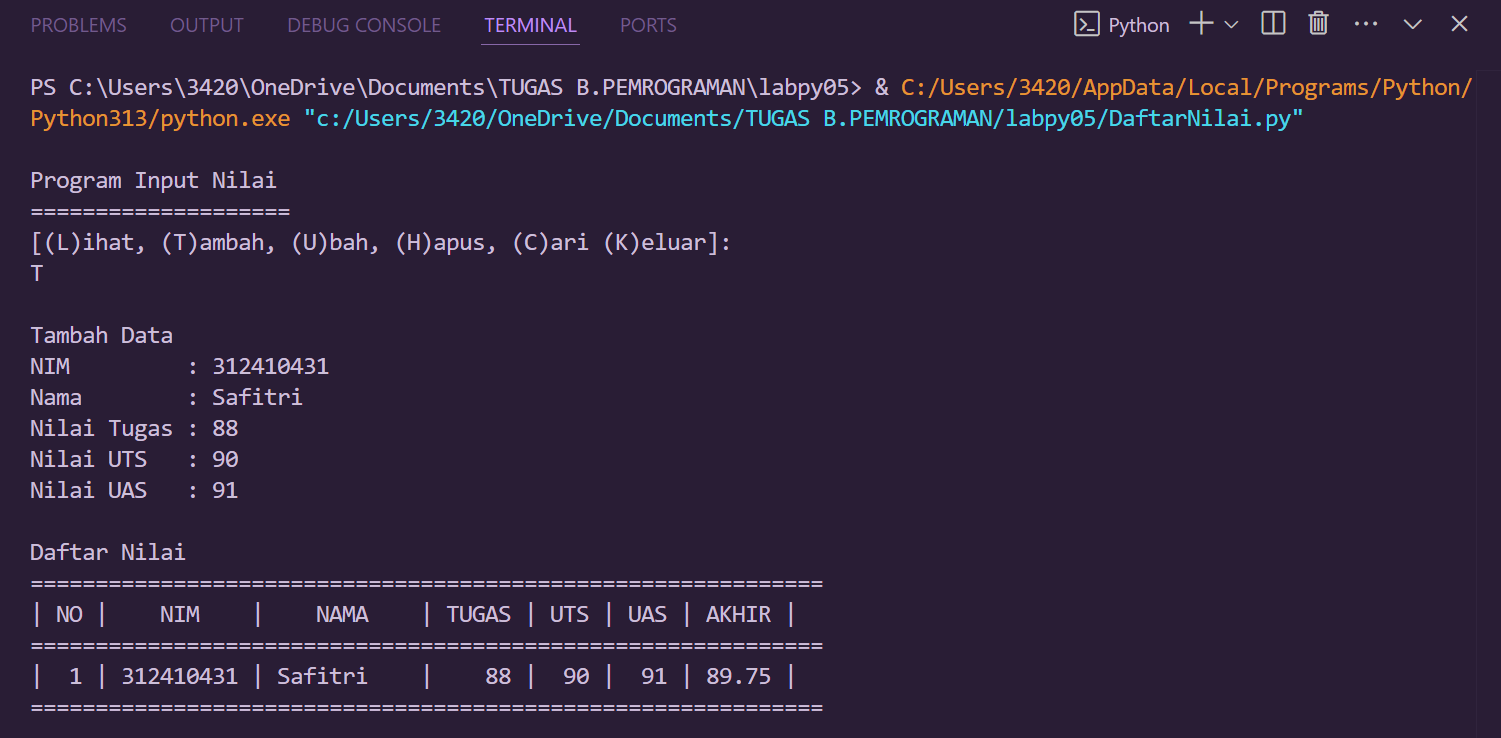 PROBLEMS OUTPUT DEBUG CONSOLE TERMINAL PORTS Python
PS C:\Users\3420\OneDrive\Documents\TUGAS B.PEMROGRAMAN\labpy05> & C:/Users/3420/AppData/Local/Programs/Python/
Python313/python.exe "c:/Users/3420/OneDrive/Documents/TUGAS B.PEMROGRAMAN/labpy05/DaftarNilai.py"
Program Input Nilai
====================
[(L)ihat, (T)ambah, (U)bah, (H)apus, (C)ari (K)eluar]:
T
Tambah Data
NIM         : 312410431
Nama        : Safitri
Nilai Tugas : 88
Nilai UTS   : 90
Nilai UAS   : 91
Daftar Nilai
=============================================================
| NO |    NIM    |    NAMA    | TUGAS | UTS | UAS | AKHIR |
=============================================================
|  1 | 312410431 | Safitri    |    88 |  90 |  91 | 89.75 |
=============================================================